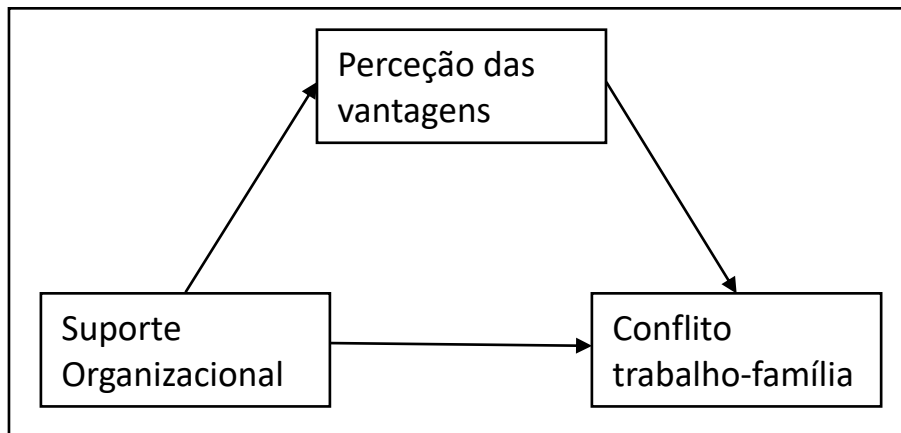 Perceção das
vantagens
Suporte
Organizacional
Conflito
trabalho-família